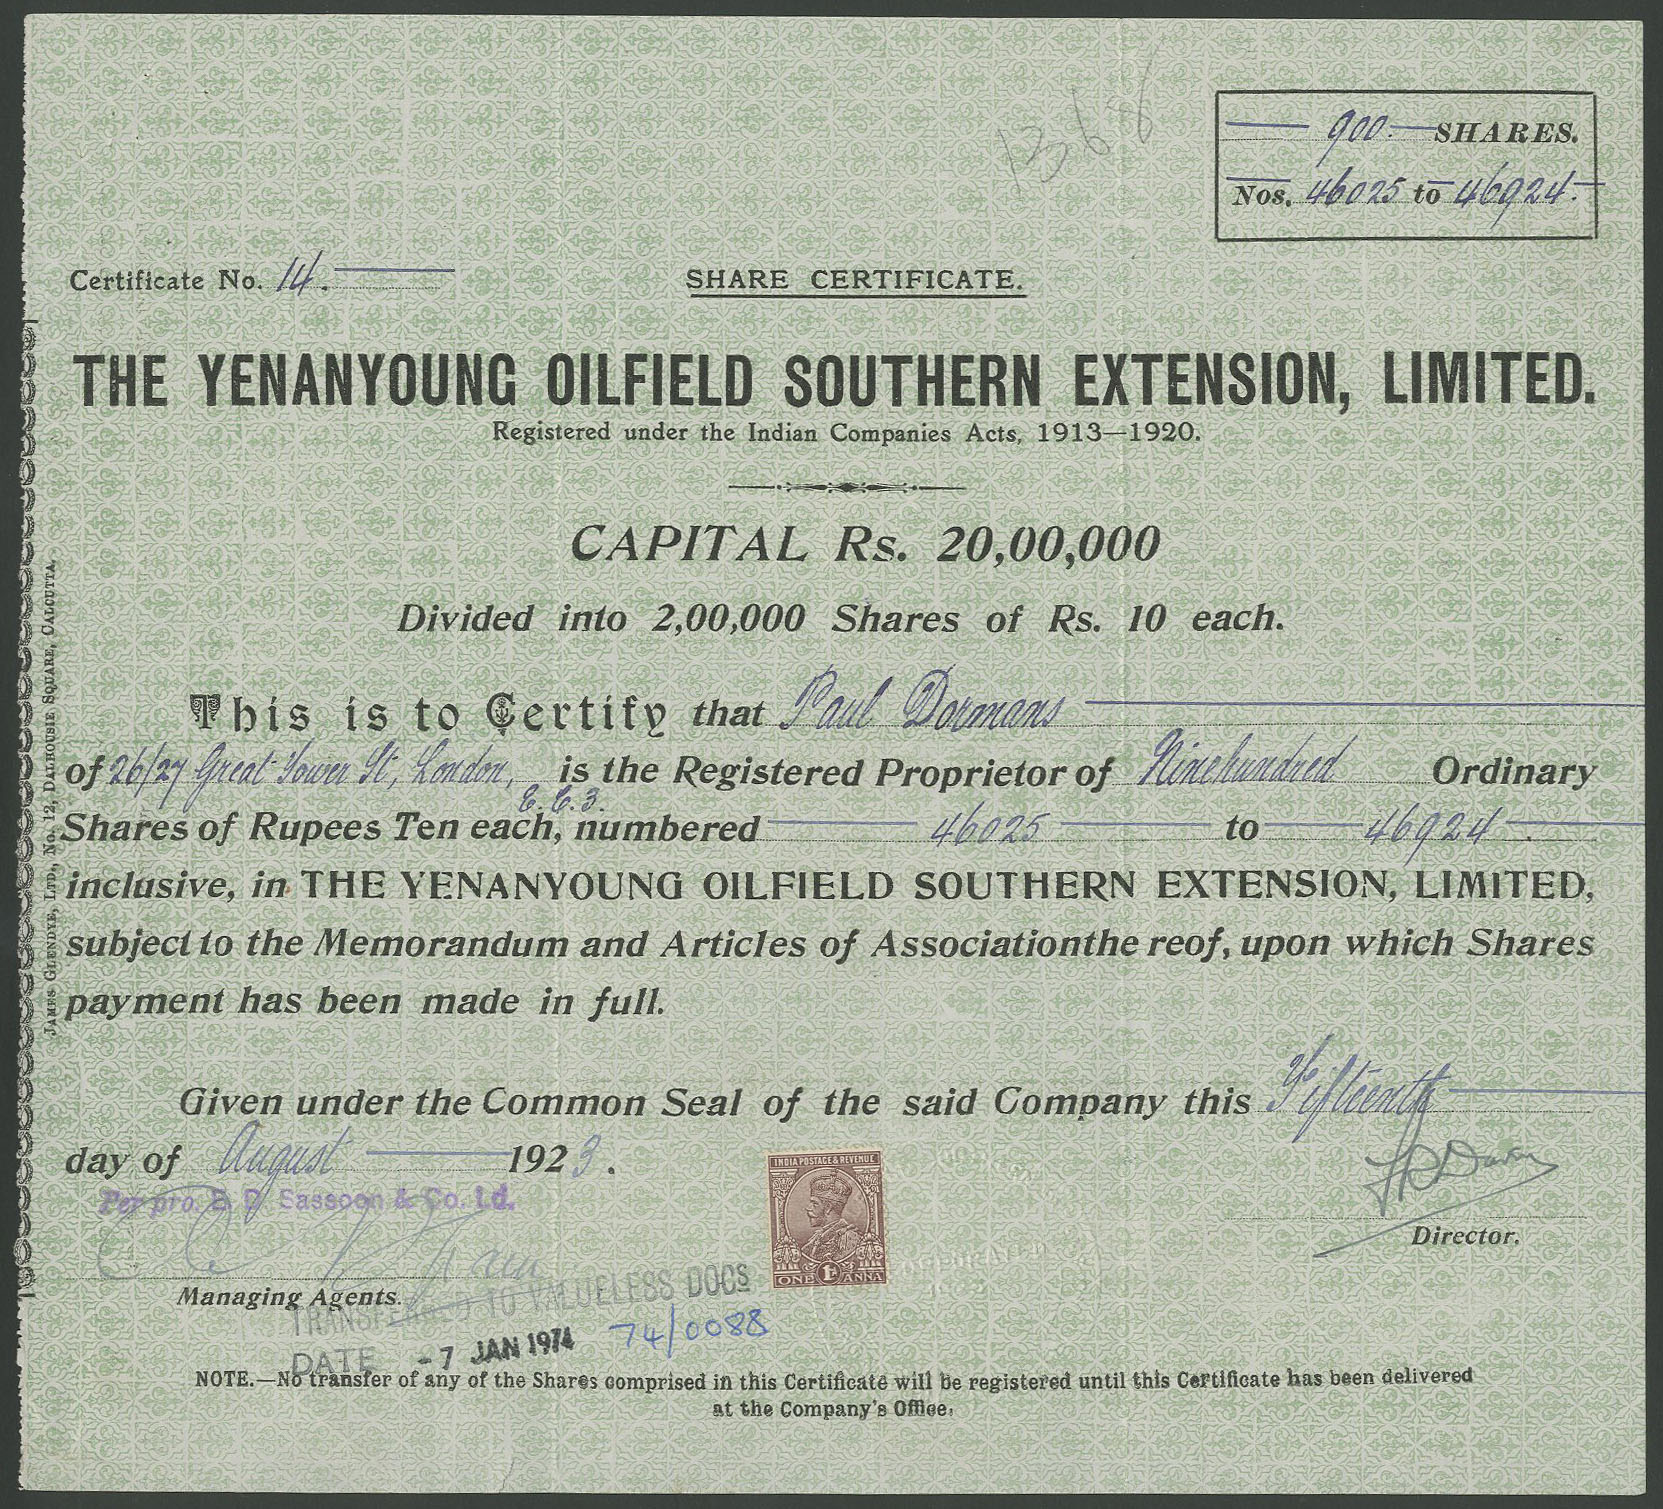 1366
900 SHARES.
Nos. 46025 to 46924.
Certificate No. 14.
SHARE CERTIFICATE.
THE YENANYOUNG OILFIELD SOUTHERN EXTENSION, LIMITED.
Registered under the Indian Companies Acts, 1913—1920.
CAPITAL Rs. 20,00,000
Divided into 2,00,000 Shares of Rs. 10 each.
This is to Certify that Paul Dormans
of 26/27 Great Tower St, London, is the Registered Proprietor of Ninehundred Ordinary
E.C.3.
Shares of Rupees Ten each, numbered 46025 to 46924.
inclusive, in THE YENANYOUNG OILFIELD SOUTHERN EXTENSION, LIMITED,
subject to the Memorandum and Articles of Associationthe reof, upon which Shares
payment has been made in full.
Given under the Common Seal of the said Company this Fifteenth
day of August 1923.
Per pro. E. D. Sassoon & Co. Ld.
INDIA POSTAGE & REVENUE
1A
ONE ANNA
Director.
Managing Agents.
TRANSFERRED TO VALUELESS DOCS
DATE -7 JAN 1974 74/0088
NOTE.—No transfer of any of the Shares comprised in this Certificate will be registered until this Certificate has been delivered
at the Company's Office.
JAMES GLENDYE, LTD., No. 12, DALHOUSIE SQUARE, CALCUTTA.